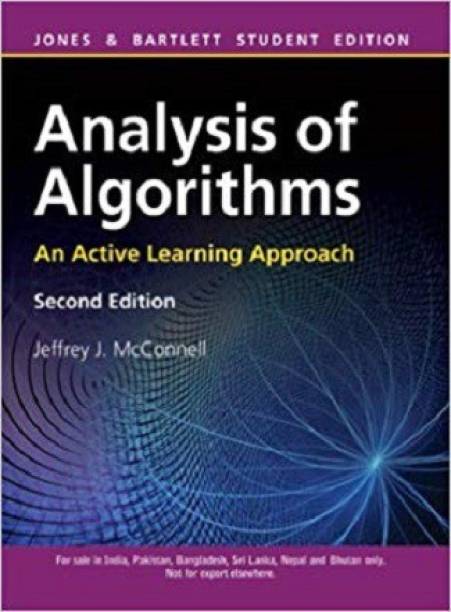 JONES & BARTLETT STUDENT EDITION
Analysis of
Algorithms
An Active Learning Approach
Second Edition
Jeffrey J. McConnell
For sale in India, Pakistan, Bangladesh, Sri Lanka, Nepal and Bhutan only.
Not for export elsewhere.